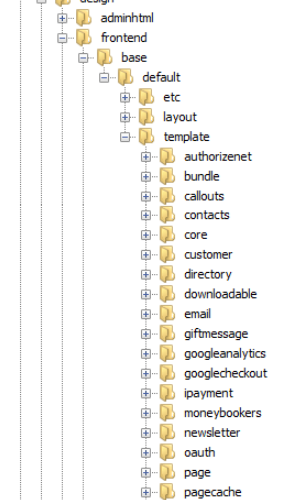 design
adminhtml
frontend
base
default
etc
layout
template
authorizenet
bundle
callouts
contacts
core
customer
directory
downloadable
email
giftmessage
googleanalytics
googlecheckout
ipayment
moneybookers
newsletter
oauth
page
pagecache